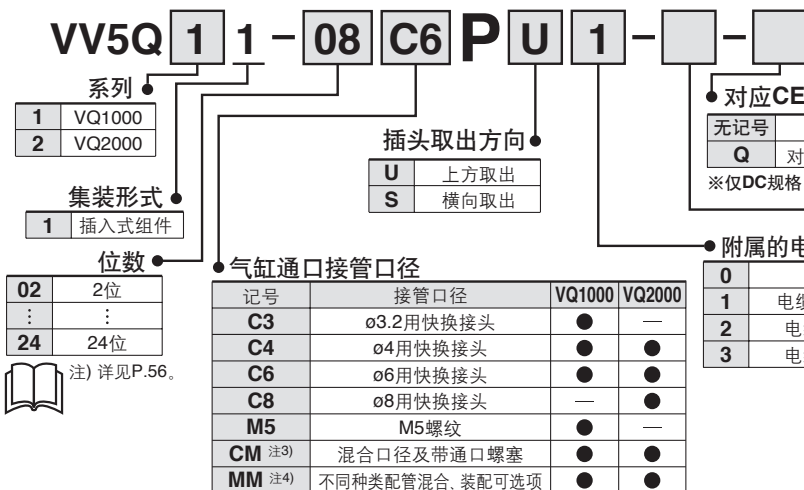 VV5Q 1 1 - 08 C6 P U 1 - -
系列
1 VQ1000
2 VQ2000
集装形式
1 插入式组件
位数
02 2位
⋮ ⋮
24 24位
注) 详见P.56。
插头取出方向
U 上方取出
S 横向取出
对应CE
无记号
Q 对
※仅DC规格
附属的电
0
1 电缆
2 电
3 电
气缸通口接管口径
记号 接管口径 VQ1000 VQ2000
C3 ø3.2用快换接头 ● —
C4 ø4用快换接头 ● ●
C6 ø6用快换接头 ● ●
C8 ø8用快换接头 — ●
M5 M5螺纹 ● —
CM 注3) 混合口径及带通口螺塞 ● ●
MM 注4) 不同种类配管混合、装配可选项 ● ●